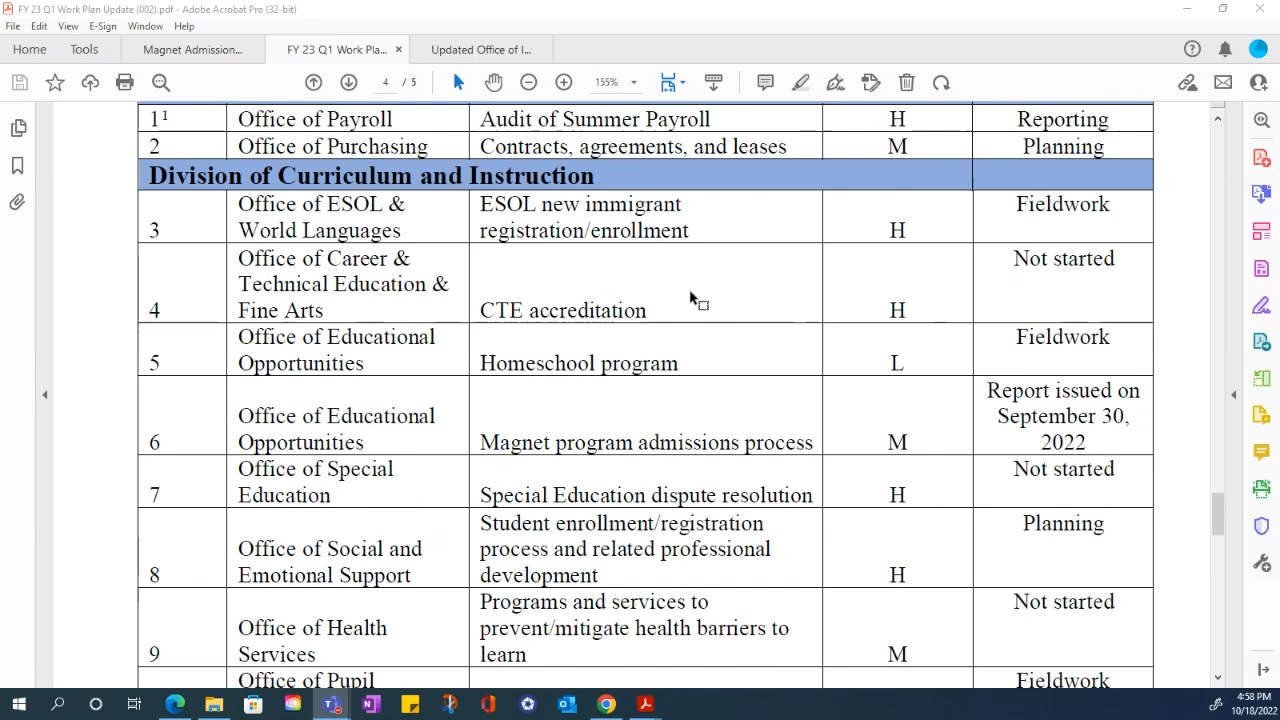 FY 23 Q1 Work Plan Update (002).pdf - Adobe Acrobat Pro (32-bit)
File Edit View E-Sign Window Help
Home Tools Magnet Admission... FY 23 Q1 Work Pla... × Updated Office of I...
4 / 5 155%
1¹ Office of Payroll Audit of Summer Payroll H Reporting
2 Office of Purchasing Contracts, agreements, and leases M Planning
Division of Curriculum and Instruction
Office of ESOL & ESOL new immigrant Fieldwork
3 World Languages registration/enrollment H
Office of Career & Not started
Technical Education &
4 Fine Arts CTE accreditation H
Office of Educational Fieldwork
5 Opportunities Homeschool program L
Report issued on
Office of Educational September 30,
6 Opportunities Magnet program admissions process M 2022
Office of Special Not started
7 Education Special Education dispute resolution H
Student enrollment/registration Planning
Office of Social and process and related professional
8 Emotional Support development H
Programs and services to Not started
Office of Health prevent/mitigate health barriers to
9 Services learn M
Office of Pupil Fieldwork
4:58 PM
10/18/2022